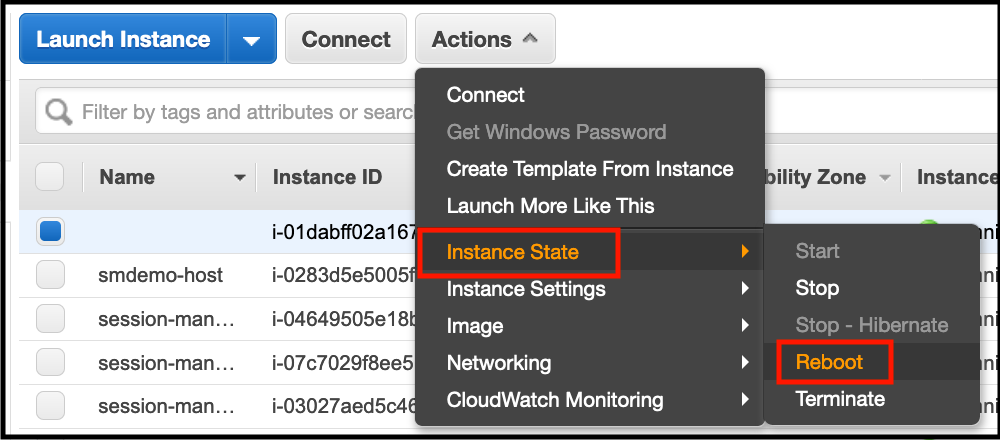 Launch Instance
Connect
Actions
Filter by tags and attributes or searc
Name
Instance ID
bility Zone
Instance
i-01dabff02a167
smdemo-host
i-0283d5e5005f
session-man...
i-04649505e18b
session-man...
i-07c7029f8ee5
session-man...
i-03027aed5c46
Connect
Get Windows Password
Create Template From Instance
Launch More Like This
Instance State
Instance Settings
Image
Networking
CloudWatch Monitoring
Start
Stop
Stop - Hibernate
Reboot
Terminate